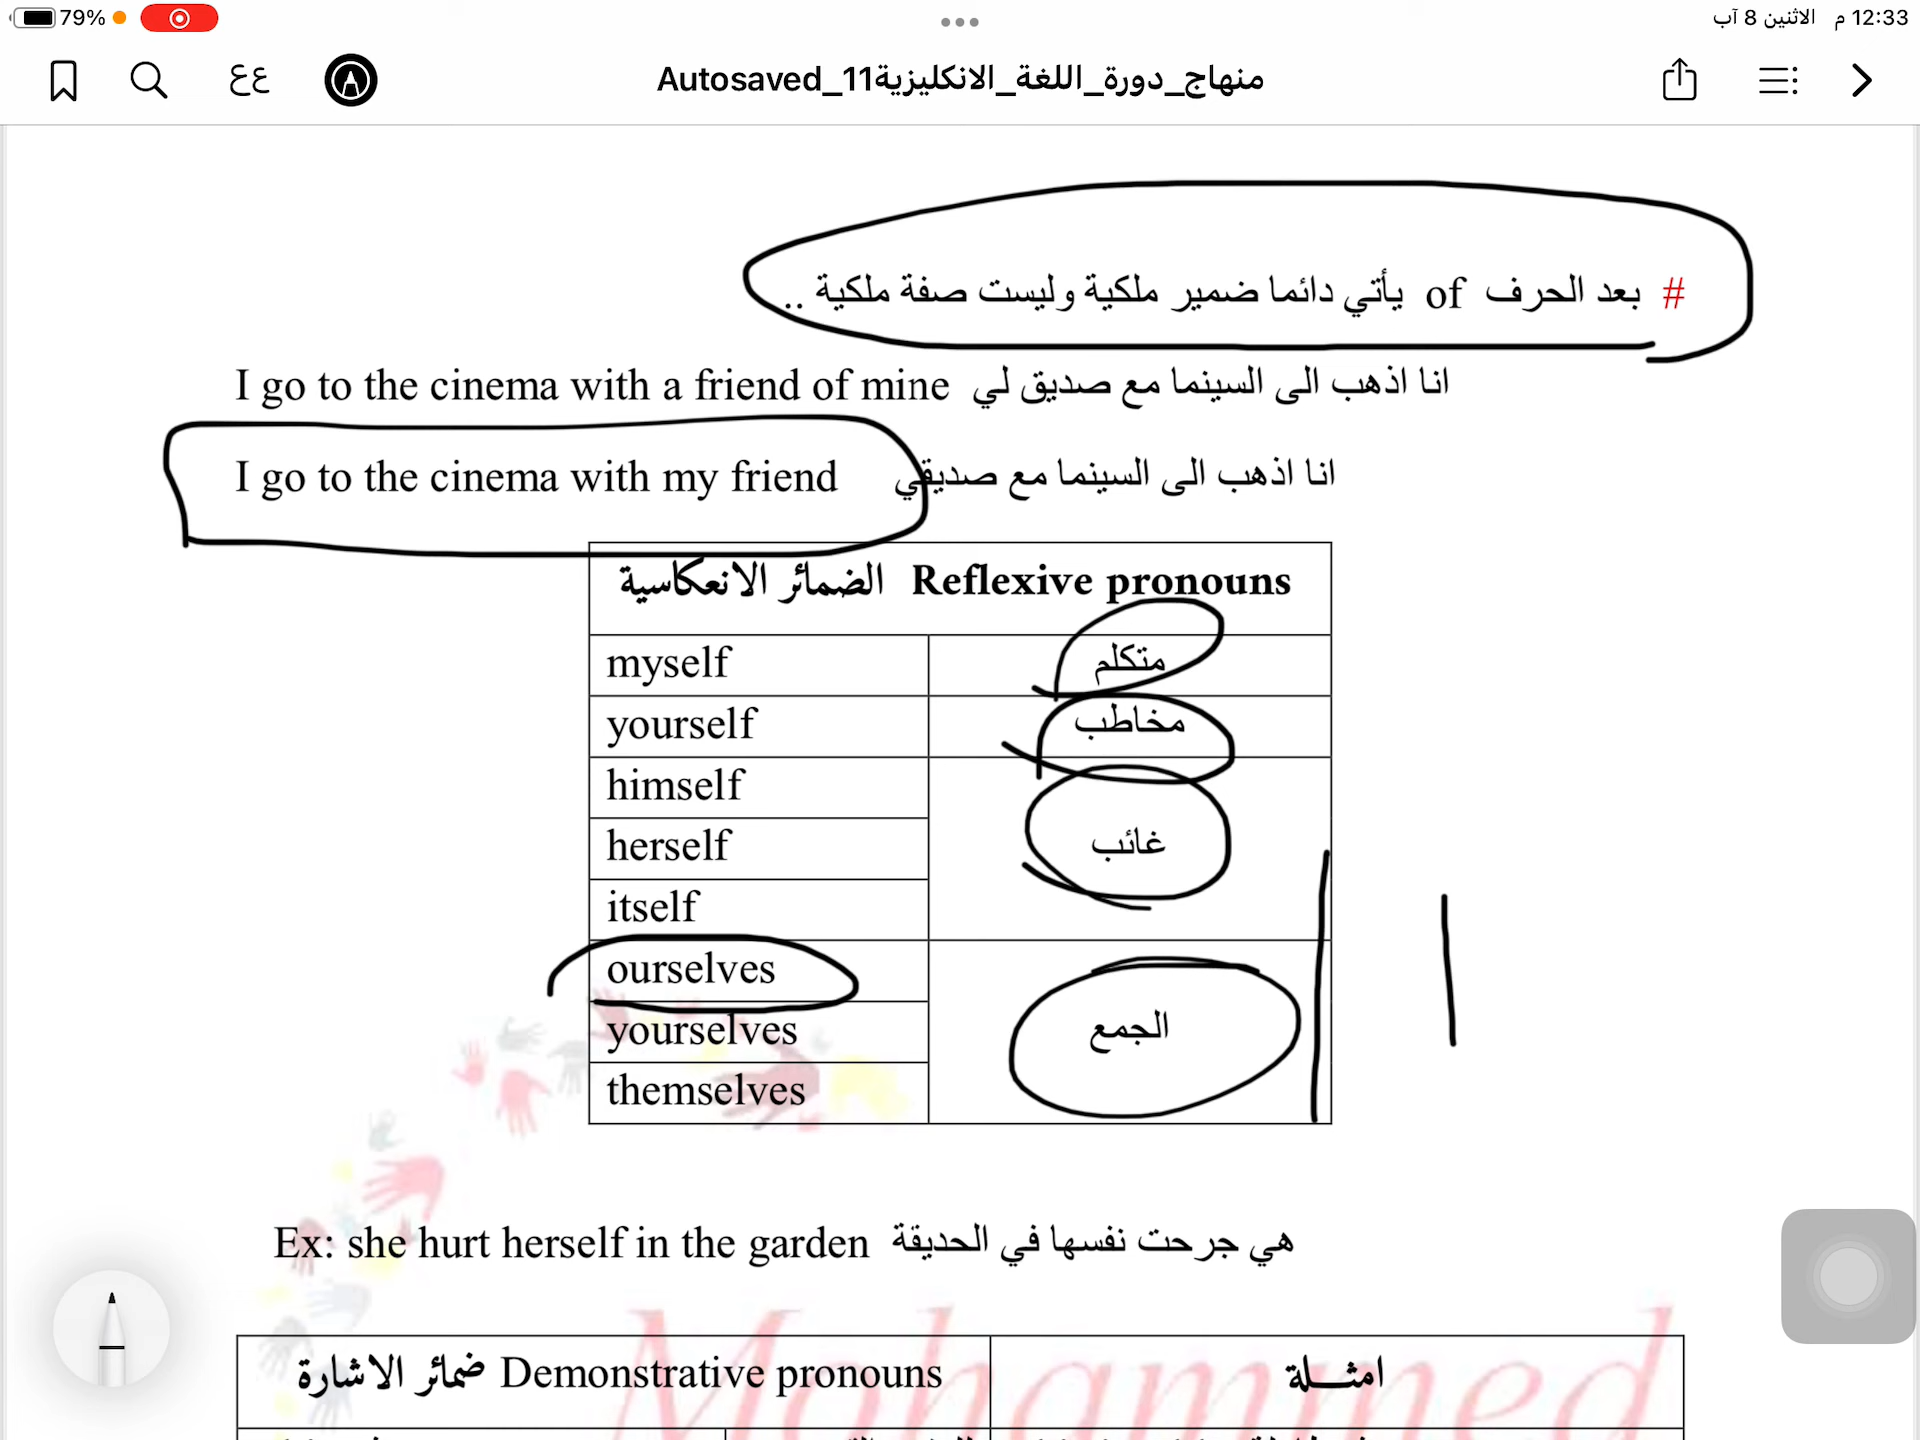 79% 12:33 م الاثنين 8 آب
منهاج_دورة_اللغة_الانكليزية11_Autosaved
عع
# بعد الحرف of يأتي دائما ضمير ملكية وليست صفة ملكية ..
I go to the cinema with a friend of mine انا اذهب الى السينما مع صديق لي
I go to the cinema with my friend انا اذهب الى السينما مع صديقي
الضمائر الانعكاسية Reflexive pronouns
myself متكلم
yourself مخاطب
himself
herself غائب
itself
ourselves
yourselves الجمع
themselves
Ex: she hurt herself in the garden هي جرحت نفسها في الحديقة
Mohammed
ضمائر الاشارة Demonstrative pronouns امثـــلة